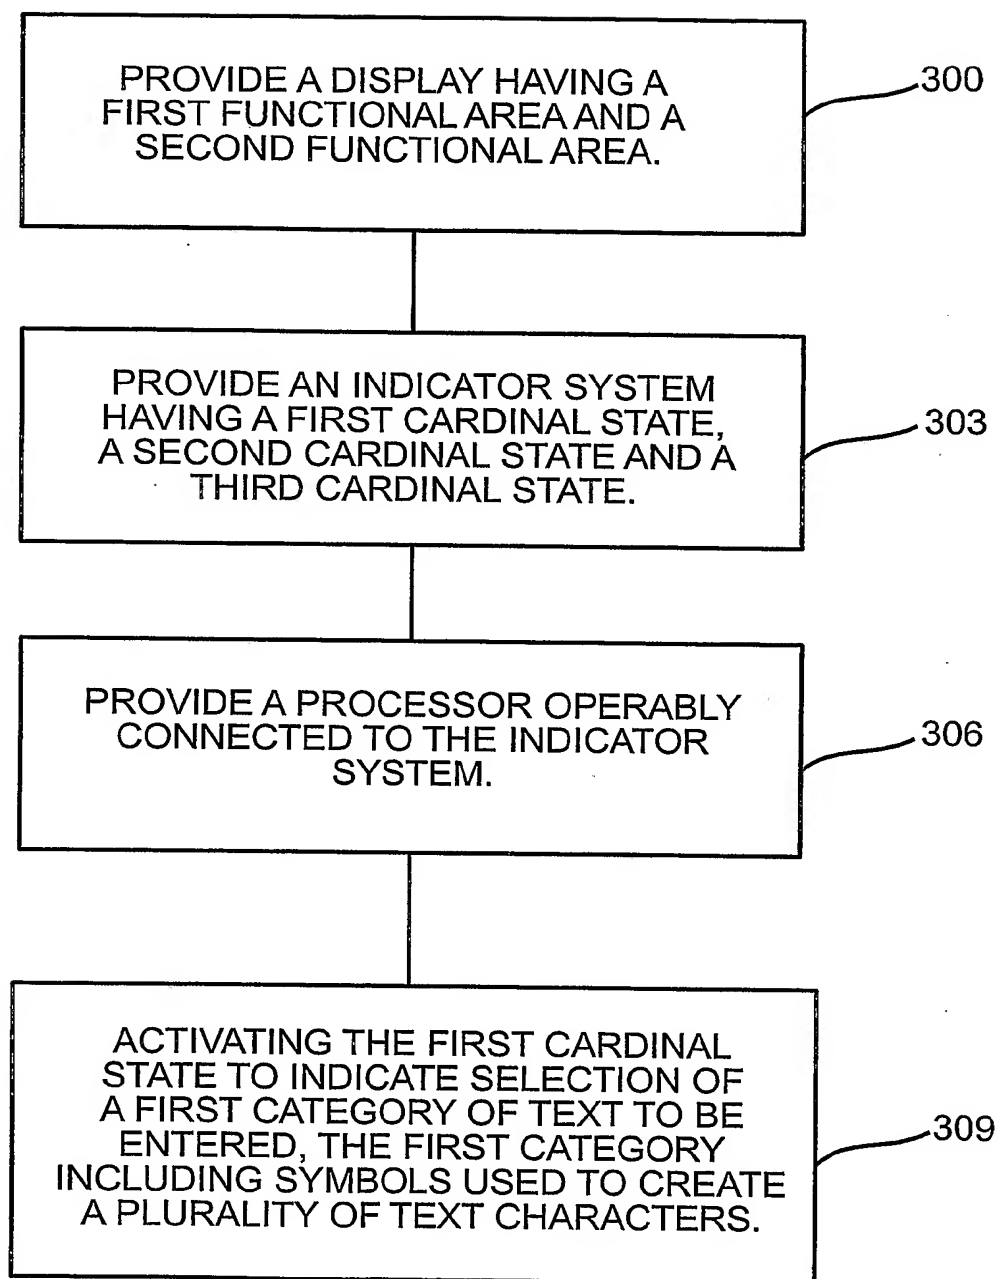 PROVIDE A DISPLAY HAVING A
FIRST FUNCTIONAL AREA AND A
SECOND FUNCTIONAL AREA.
300
PROVIDE AN INDICATOR SYSTEM
HAVING A FIRST CARDINAL STATE,
A SECOND CARDINAL STATE AND A
THIRD CARDINAL STATE.
303
PROVIDE A PROCESSOR OPERABLY
CONNECTED TO THE INDICATOR
SYSTEM.
306
ACTIVATING THE FIRST CARDINAL
STATE TO INDICATE SELECTION OF
A FIRST CATEGORY OF TEXT TO BE
ENTERED, THE FIRST CATEGORY
INCLUDING SYMBOLS USED TO CREATE
A PLURALITY OF TEXT CHARACTERS.
309